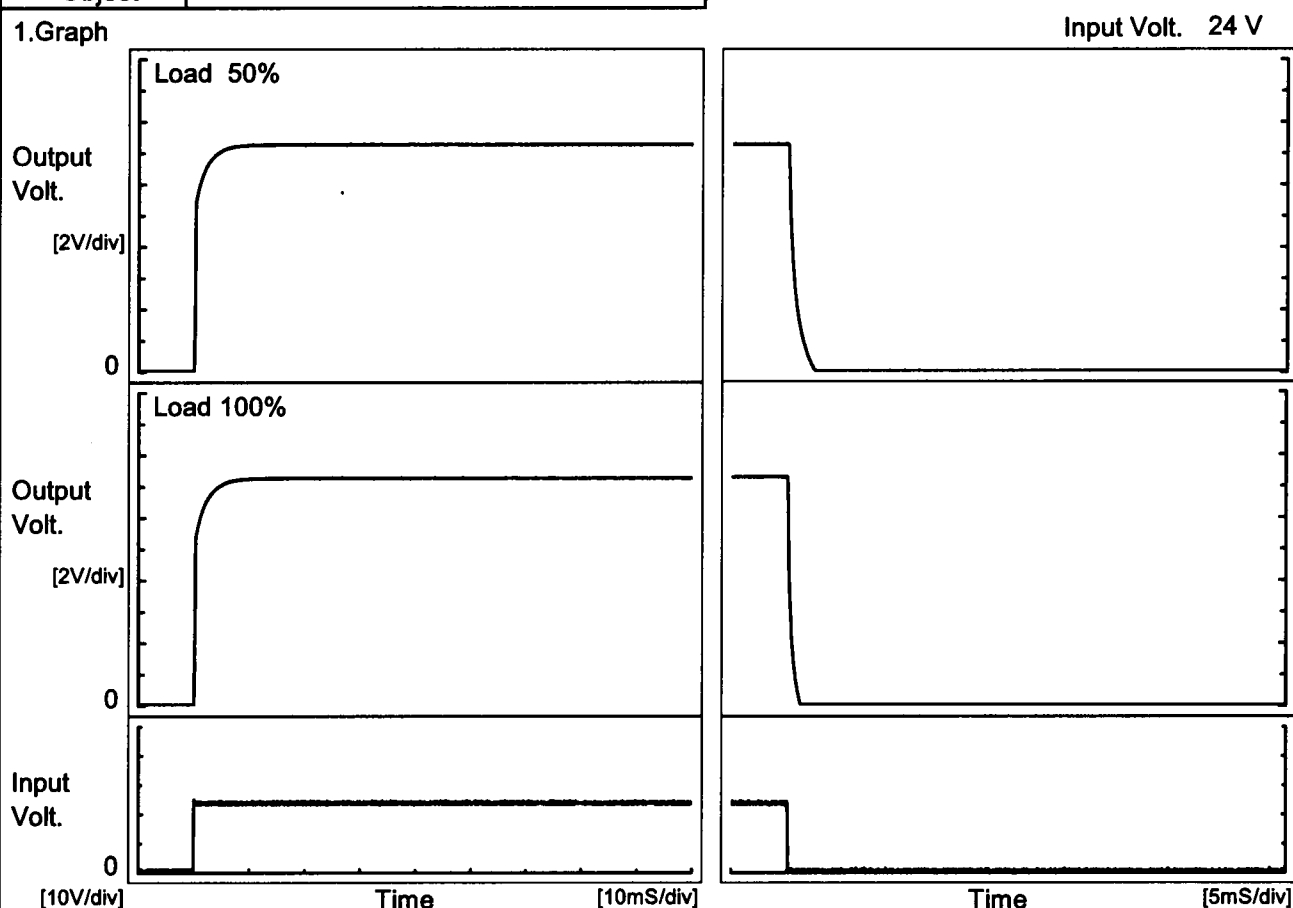 1.Graph
Input Volt. 24 V
Load 50%
Output
Volt.
[2V/div]
0
Load 100%
Output
Volt.
[2V/div]
0
Input
Volt.
0
[10V/div]
Time
[10mS/div]
Time
[5mS/div]